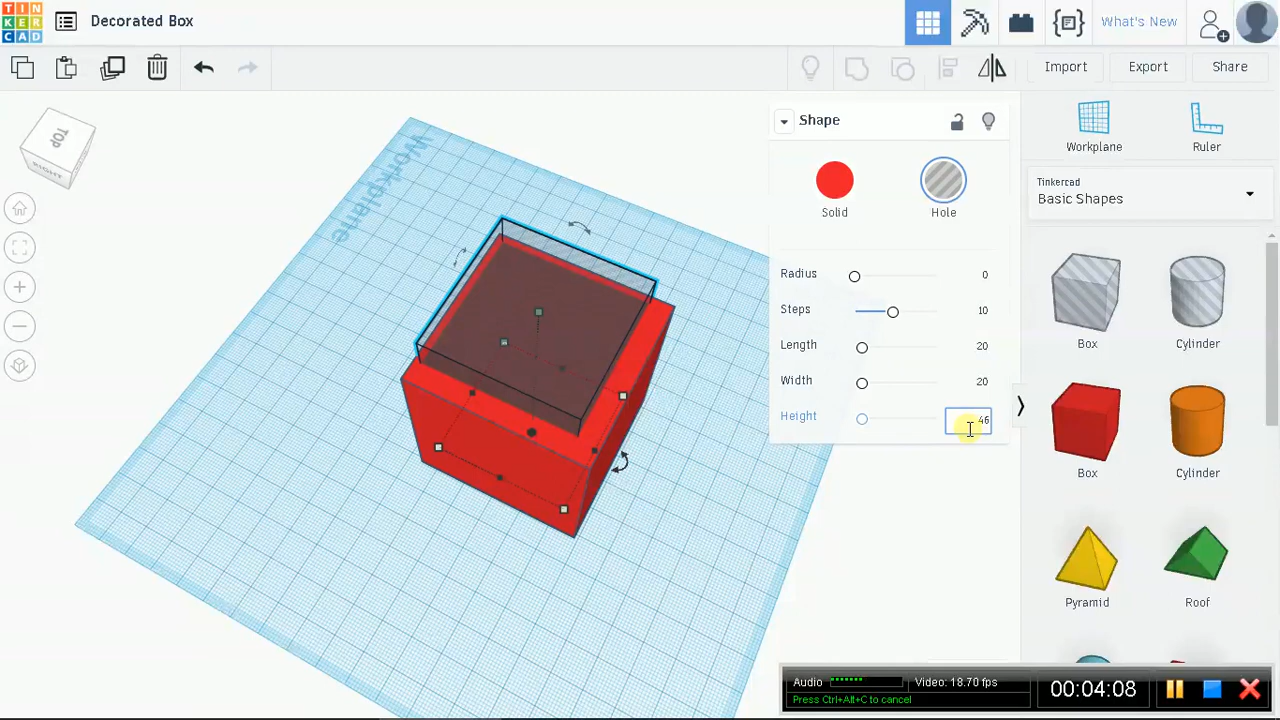 TIN
KER
CAD
Decorated Box
What's New
Import
Export
Share
TOP
RIGHT
Workplane
Shape
Solid
Hole
Radius 0
Steps 10
Length 20
Width 20
Height 46
Workplane
Ruler
Tinkercad
Basic Shapes
Box
Cylinder
Box
Cylinder
Pyramid
Roof
Audio
Video: 18.70 fps
Press Ctrl+Alt+C to cancel
00:04:08